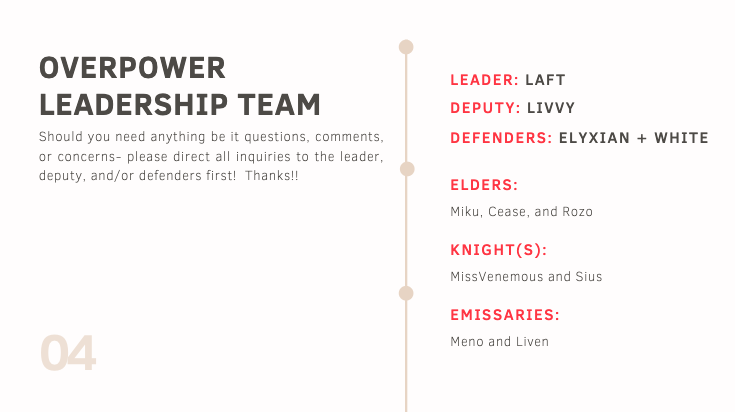 OVERPOWER
LEADERSHIP TEAM
Should you need anything be it questions, comments,
or concerns- please direct all inquiries to the leader,
deputy, and/or defenders first!  Thanks!!
04
LEADER: LAFT
DEPUTY: LIVVY
DEFENDERS: ELYXIAN + WHITE
ELDERS:
Miku, Cease, and Rozo
KNIGHT(S):
MissVenemous and Sius
EMISSARIES:
Meno and Liven